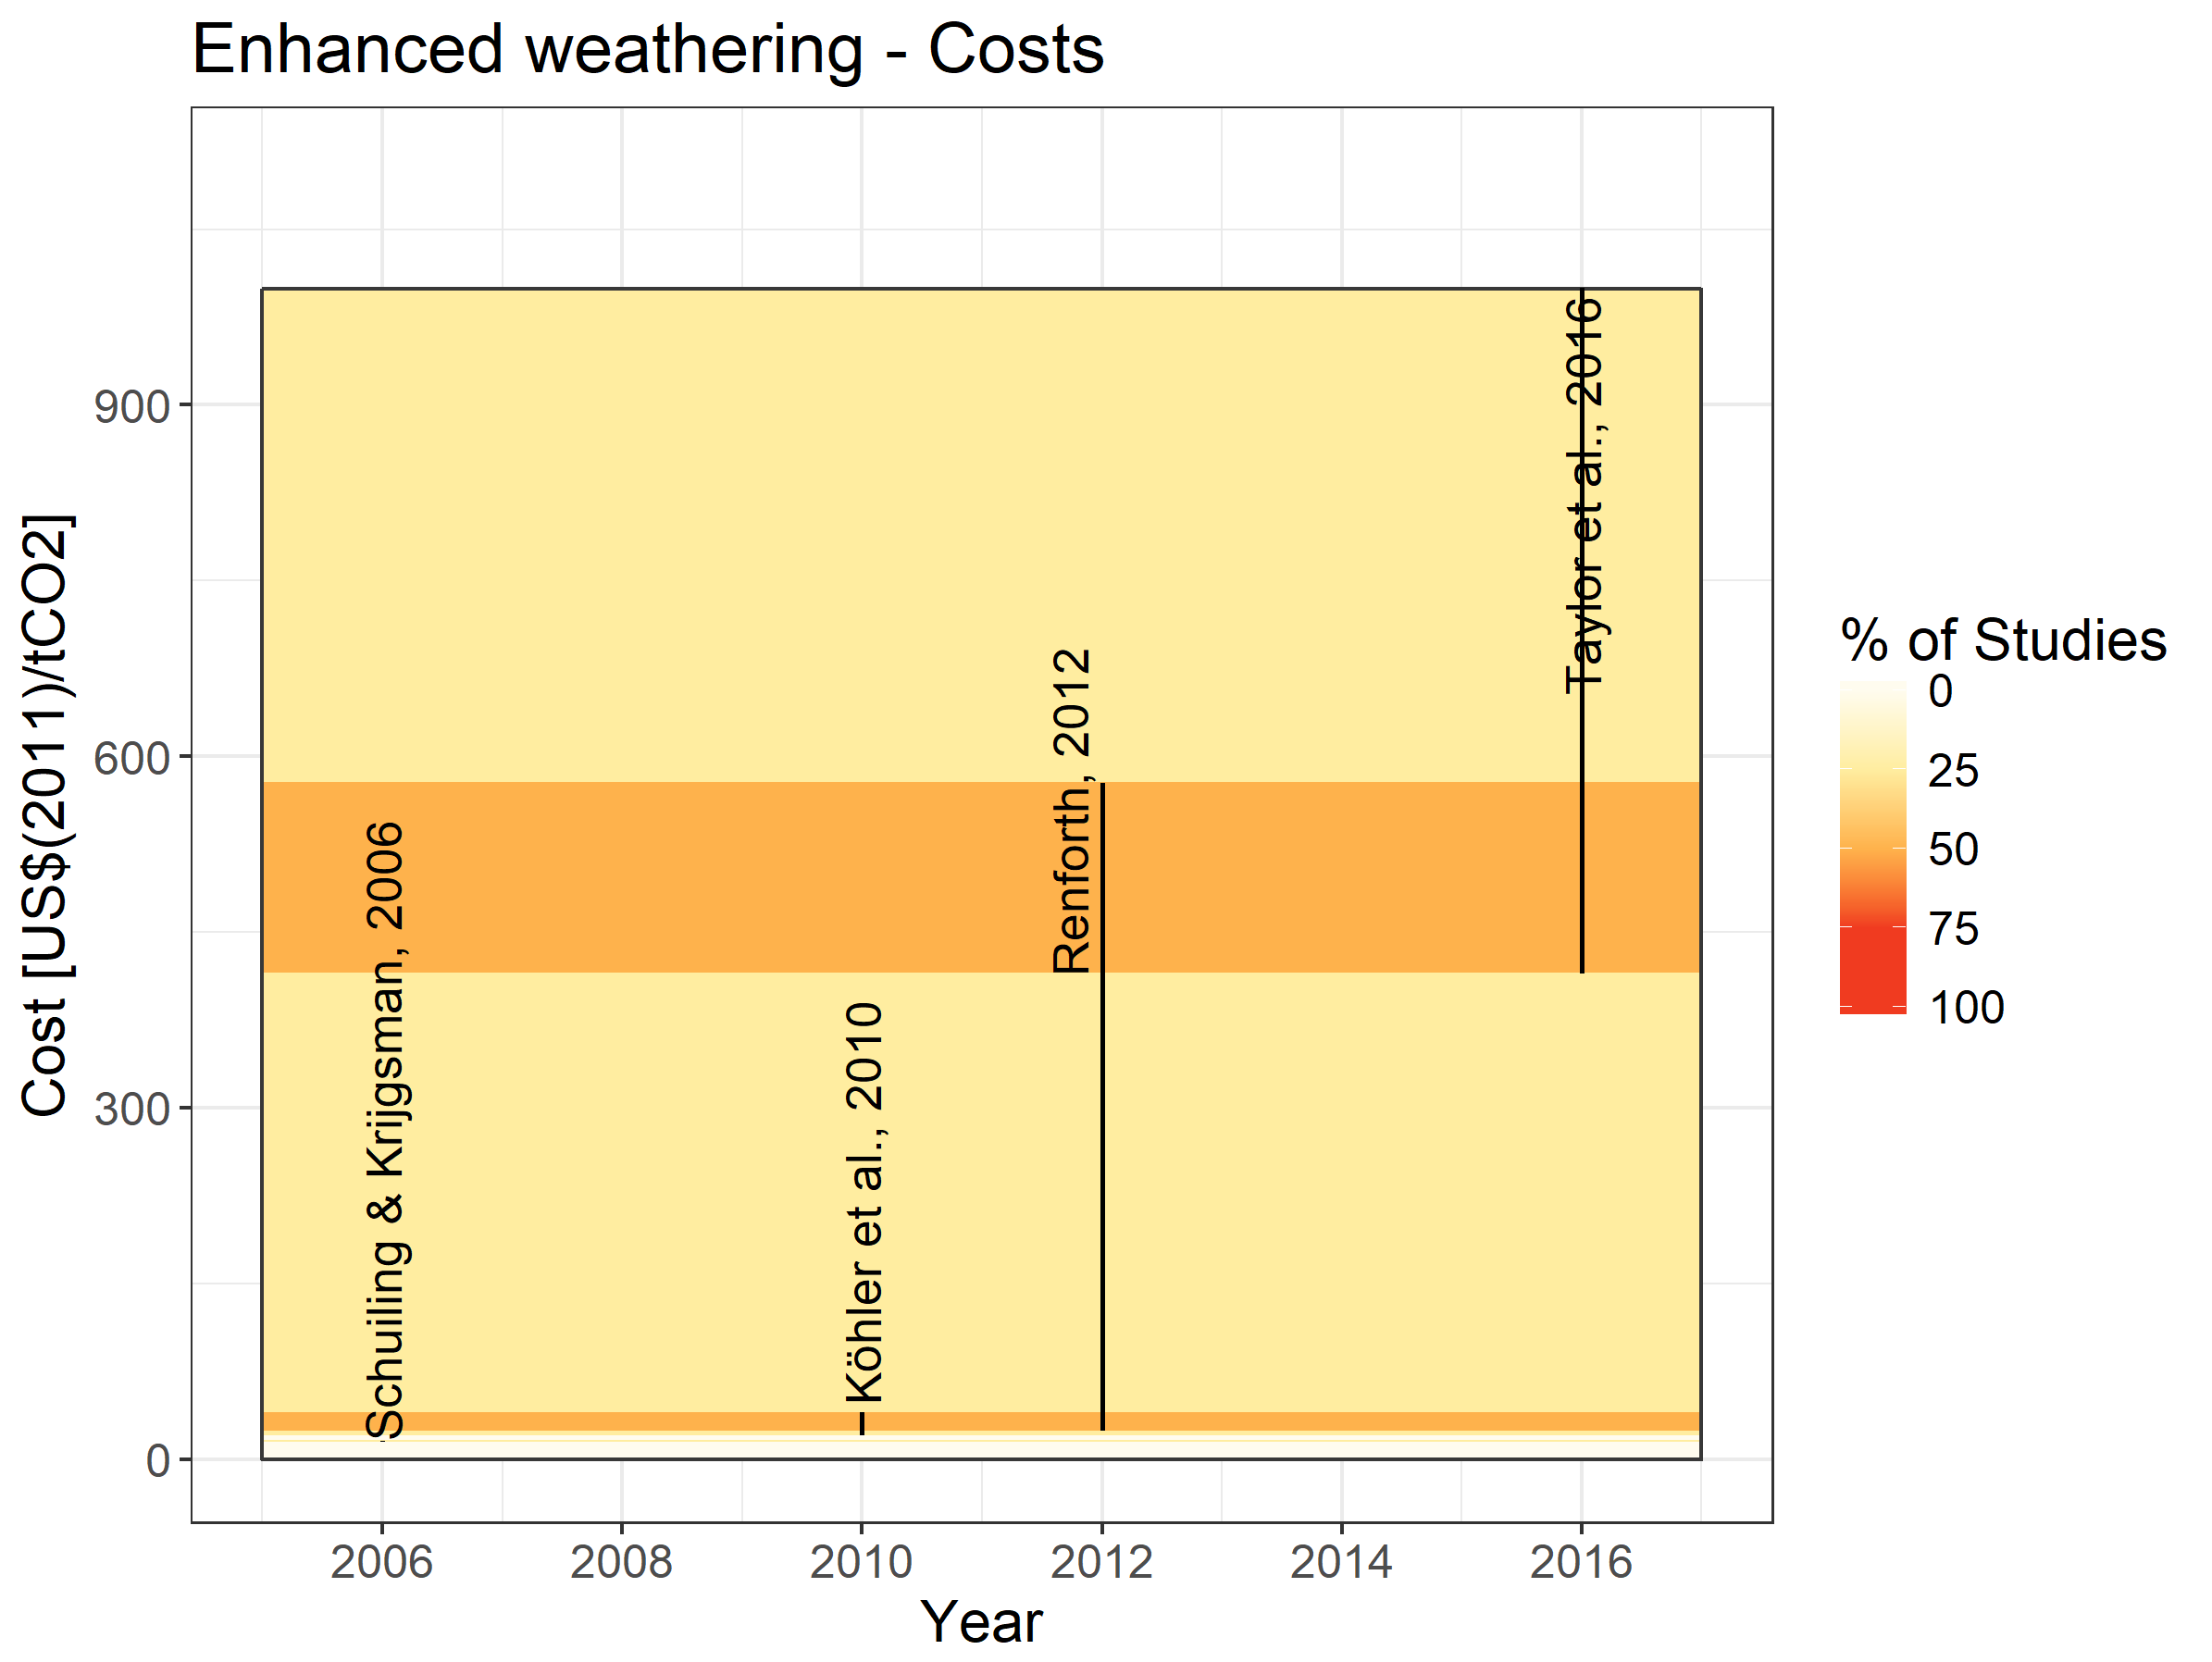 Enhanced weathering - Costs
Cost [US$(2011)/tCO2]
900
600
300
0
Schuiling & Krijgsman, 2006
Köhler et al., 2010
Renforth, 2012
Taylor et al., 2016
2006
2008
2010
2012
2014
2016
Year
% of Studies
0
25
50
75
100